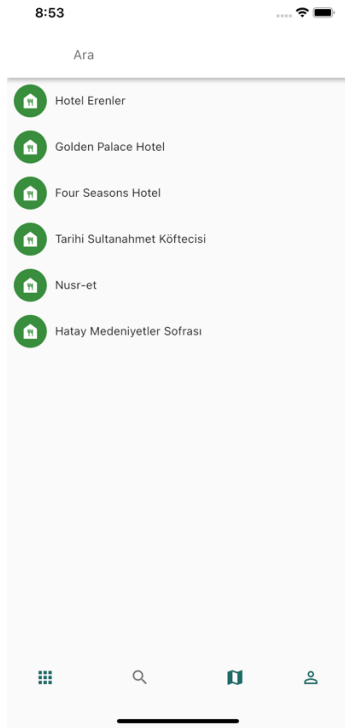 8:53
Ara
Hotel Erenler
Golden Palace Hotel
Four Seasons Hotel
Tarihi Sultanahmet Köftecisi
Nusr-et
Hatay Medeniyetler Sofrası